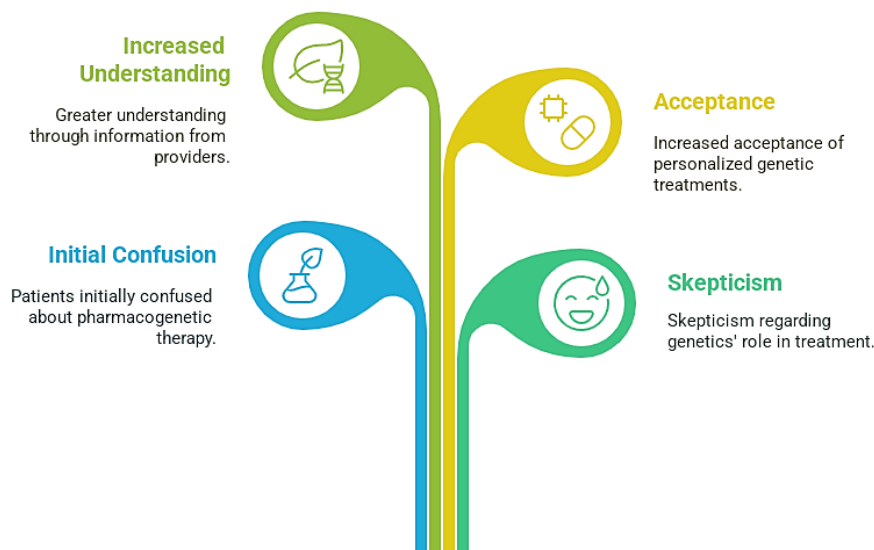 Increased
Understanding
Greater understanding
through information from
providers.
Acceptance
Increased acceptance of
personalized genetic
treatments.
Initial Confusion
Patients initially confused
about pharmacogenetic
therapy.
Skepticism
Skepticism regarding
genetics' role in treatment.